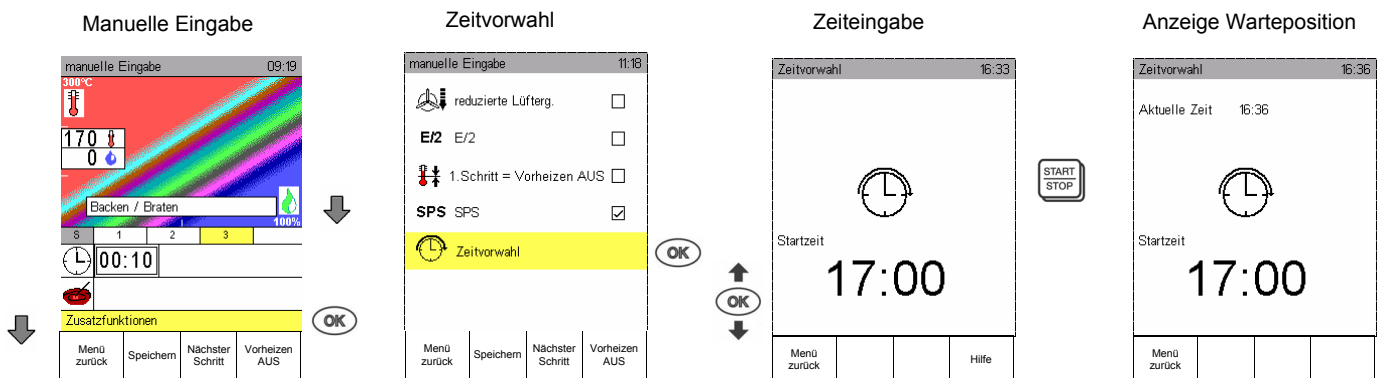 Manuelle Eingabe
manuelle Eingabe 09:19
300°C
170
0
Backen / Braten
100%
S 1 2 3
00:10
Zusatzfunktionen
OK
Menü zurück
Speichern
Nächster Schritt
Vorheizen AUS
Zeitvorwahl
manuelle Eingabe 11:18
reduzierte Lüfterg.
E/2 E/2
1.Schritt = Vorheizen AUS
SPS SPS
Zeitvorwahl
OK
Menü zurück
Speichern
Nächster Schritt
Vorheizen AUS
Zeiteingabe
Zeitvorwahl 16:33
Startzeit
17:00
OK
Menü zurück
Hilfe
START
STOP
Anzeige Warteposition
Zeitvorwahl 16:36
Aktuelle Zeit 16:36
Startzeit
17:00
Menü zurück